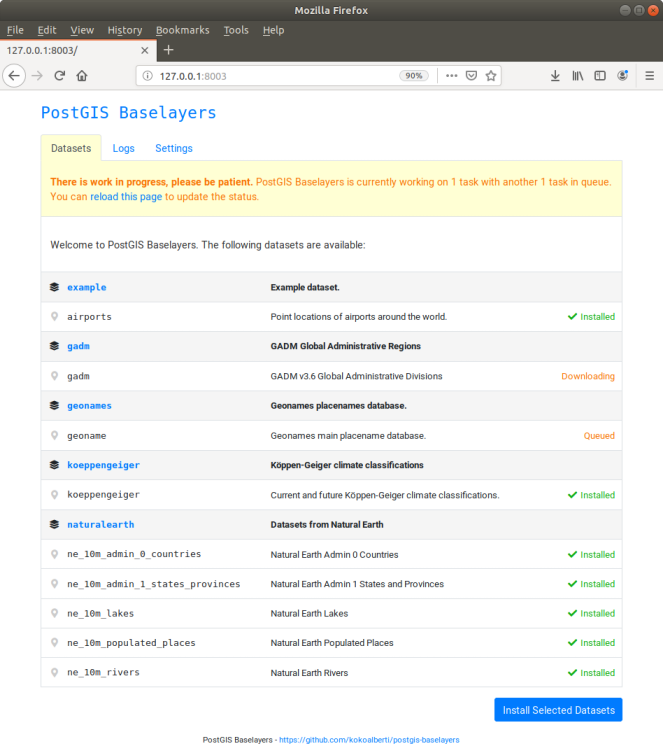 Mozilla Firefox
File Edit View History Bookmarks Tools Help
127.0.0.1:8003/
127.0.0.1:8003 90%
PostGIS Baselayers
Datasets Logs Settings
There is work in progress, please be patient. PostGIS Baselayers is currently working on 1 task with another 1 task in queue.
You can reload this page to update the status.
Welcome to PostGIS Baselayers. The following datasets are available:
example Example dataset.
airports Point locations of airports around the world. Installed
gadm GADM Global Administrative Regions
gadm GADM v3.6 Global Administrative Divisions Downloading
geonames Geonames placenames database.
geoname Geonames main placename database. Queued
koeppengeiger Köppen-Geiger climate classifications
koeppengeiger Current and future Köppen-Geiger climate classifications. Installed
naturalearth Datasets from Natural Earth
ne_10m_admin_0_countries Natural Earth Admin 0 Countries Installed
ne_10m_admin_1_states_provinces Natural Earth Admin 1 States and Provinces Installed
ne_10m_lakes Natural Earth Lakes Installed
ne_10m_populated_places Natural Earth Populated Places Installed
ne_10m_rivers Natural Earth Rivers Installed
Install Selected Datasets
PostGIS Baselayers - https://github.com/kokoalberti/postgis-baselayers